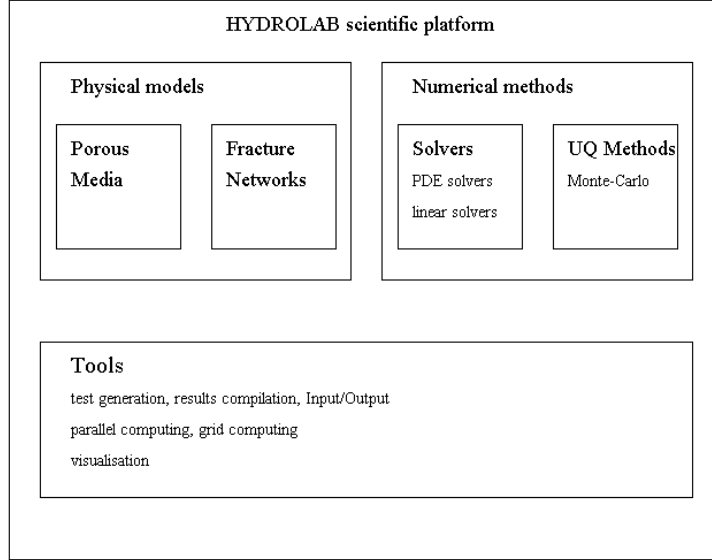 HYDROLAB scientific platform
Physical models
Porous
Media
Fracture
Networks
Numerical methods
Solvers
PDE solvers
linear solvers
UQ Methods
Monte-Carlo
Tools
test generation, results compilation, Input/Output
parallel computing, grid computing
visualisation